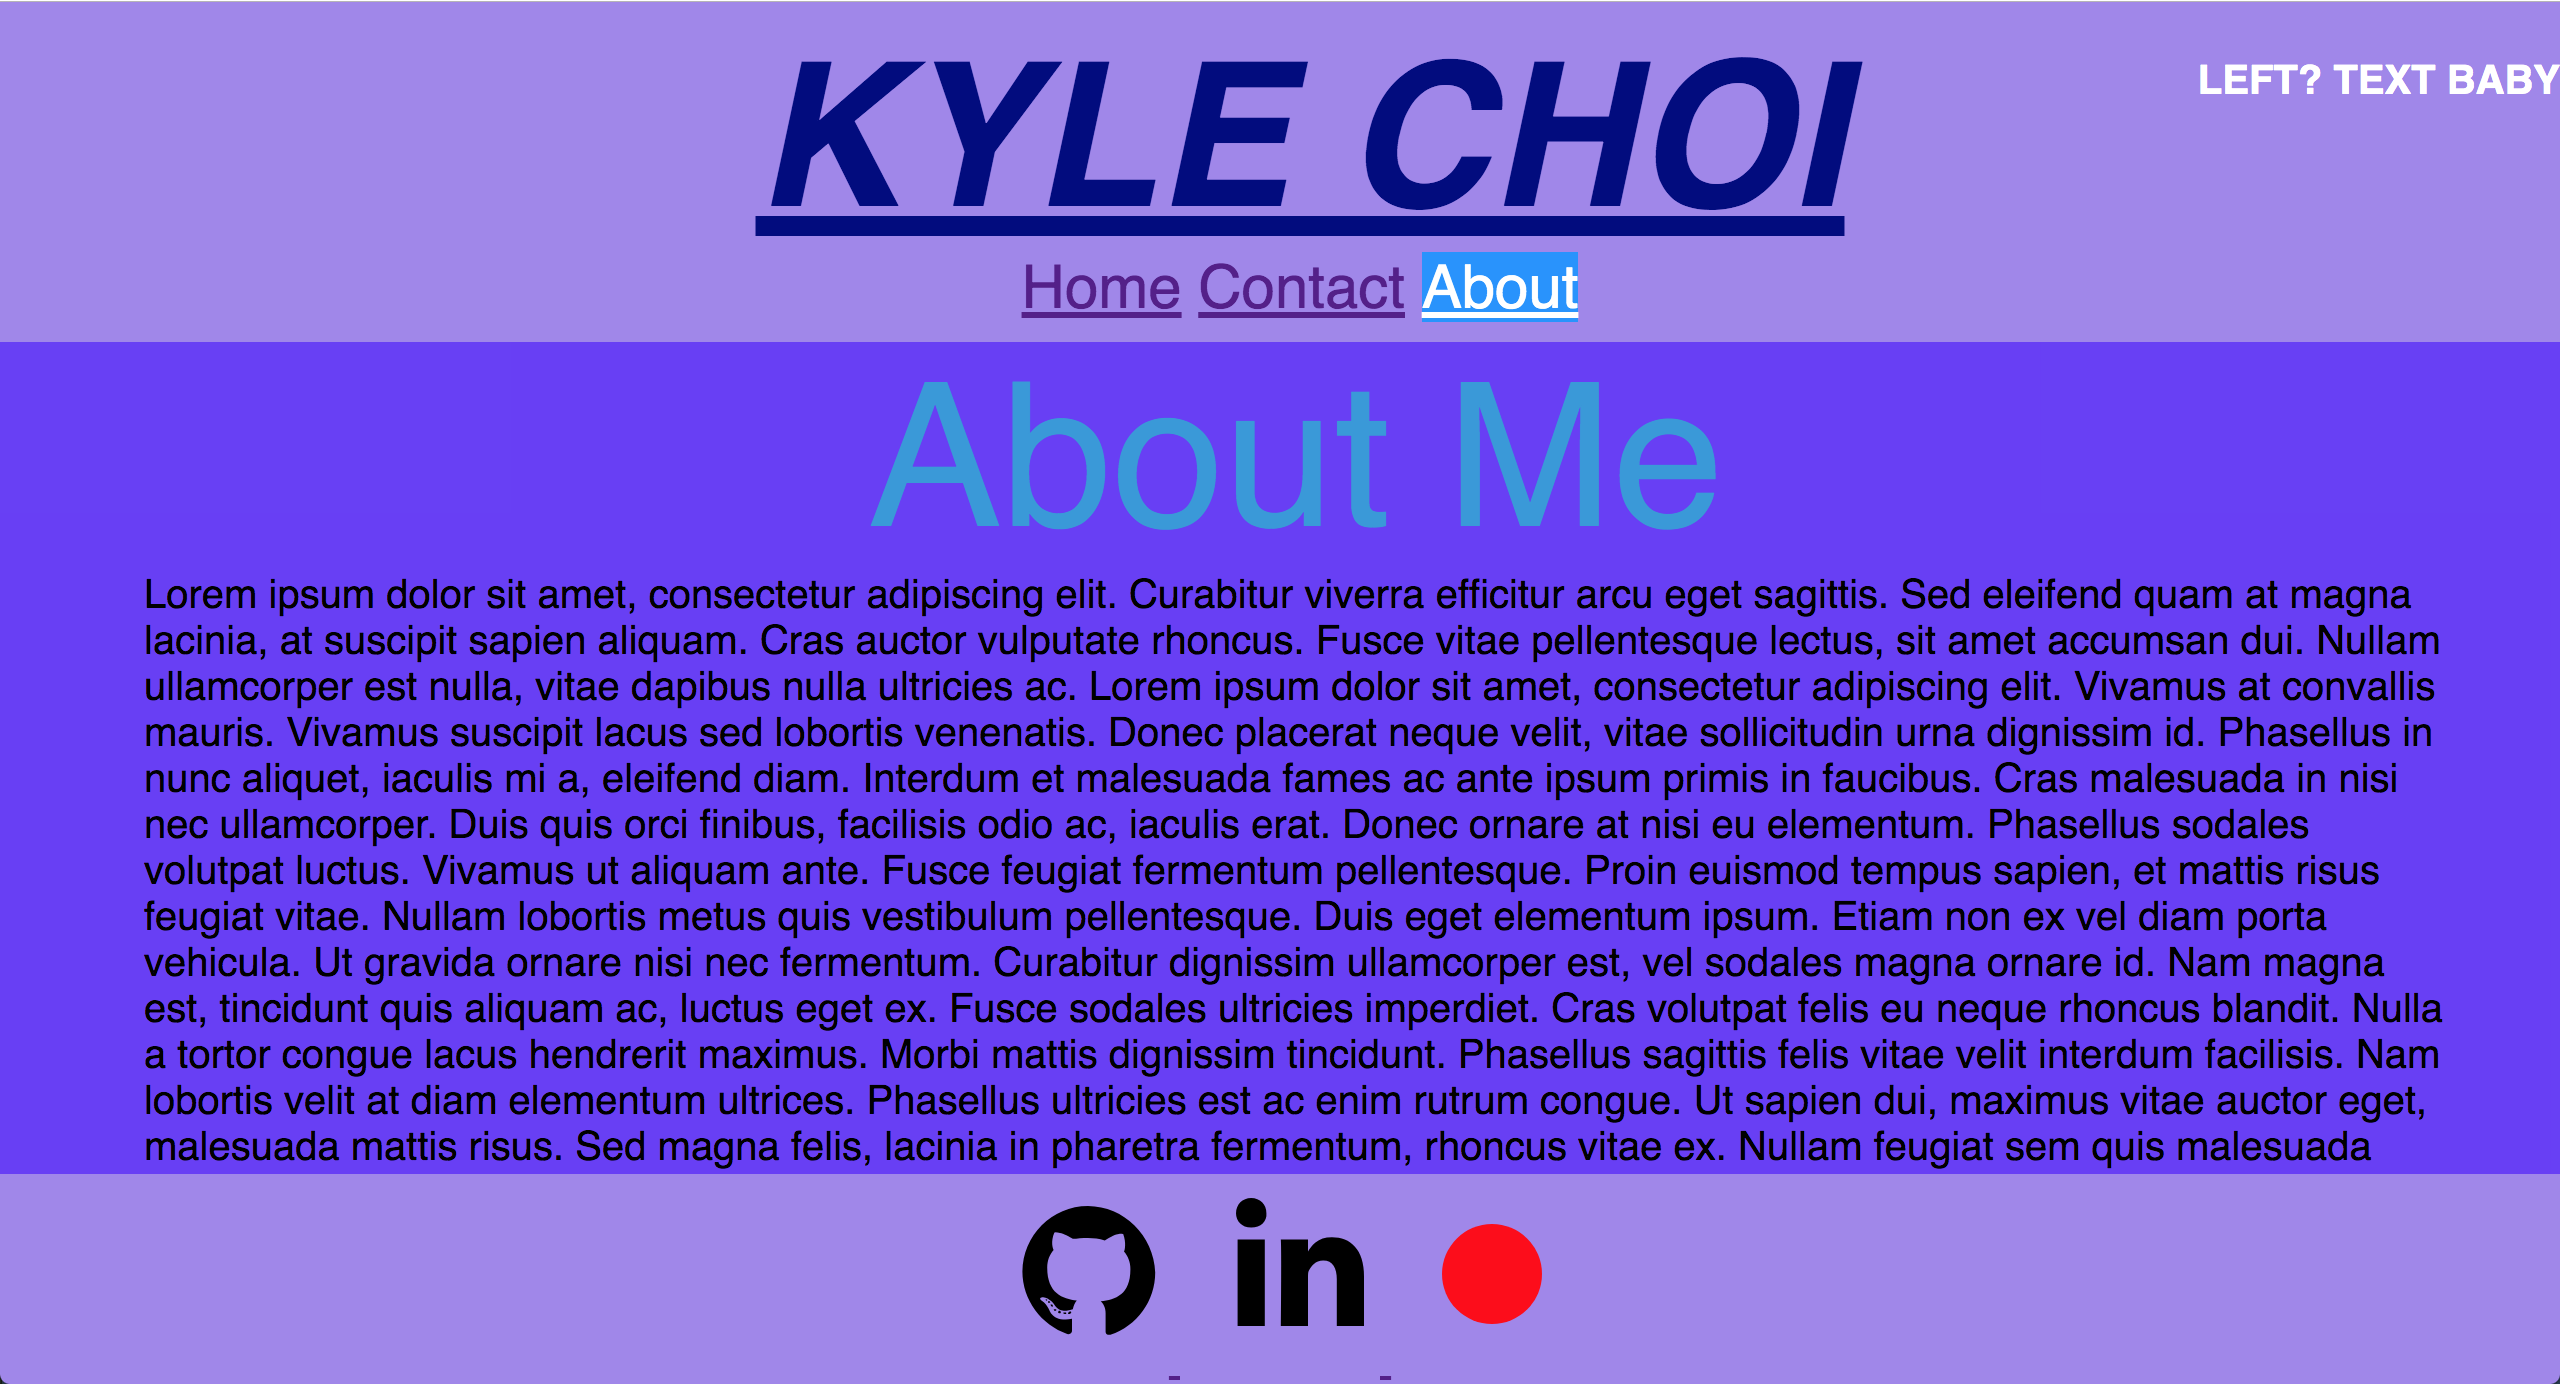 KYLE CHOI
LEFT? TEXT BABY
Home Contact About
About Me
Lorem ipsum dolor sit amet, consectetur adipiscing elit. Curabitur viverra efficitur arcu eget sagittis. Sed eleifend quam at magna
lacinia, at suscipit sapien aliquam. Cras auctor vulputate rhoncus. Fusce vitae pellentesque lectus, sit amet accumsan dui. Nullam
ullamcorper est nulla, vitae dapibus nulla ultricies ac. Lorem ipsum dolor sit amet, consectetur adipiscing elit. Vivamus at convallis
mauris. Vivamus suscipit lacus sed lobortis venenatis. Donec placerat neque velit, vitae sollicitudin urna dignissim id. Phasellus in
nunc aliquet, iaculis mi a, eleifend diam. Interdum et malesuada fames ac ante ipsum primis in faucibus. Cras malesuada in nisi
nec ullamcorper. Duis quis orci finibus, facilisis odio ac, iaculis erat. Donec ornare at nisi eu elementum. Phasellus sodales
volutpat luctus. Vivamus ut aliquam ante. Fusce feugiat fermentum pellentesque. Proin euismod tempus sapien, et mattis risus
feugiat vitae. Nullam lobortis metus quis vestibulum pellentesque. Duis eget elementum ipsum. Etiam non ex vel diam porta
vehicula. Ut gravida ornare nisi nec fermentum. Curabitur dignissim ullamcorper est, vel sodales magna ornare id. Nam magna
est, tincidunt quis aliquam ac, luctus eget ex. Fusce sodales ultricies imperdiet. Cras volutpat felis eu neque rhoncus blandit. Nulla
a tortor congue lacus hendrerit maximus. Morbi mattis dignissim tincidunt. Phasellus sagittis felis vitae velit interdum facilisis. Nam
lobortis velit at diam elementum ultrices. Phasellus ultricies est ac enim rutrum congue. Ut sapien dui, maximus vitae auctor eget,
malesuada mattis risus. Sed magna felis, lacinia in pharetra fermentum, rhoncus vitae ex. Nullam feugiat sem quis malesuada
in